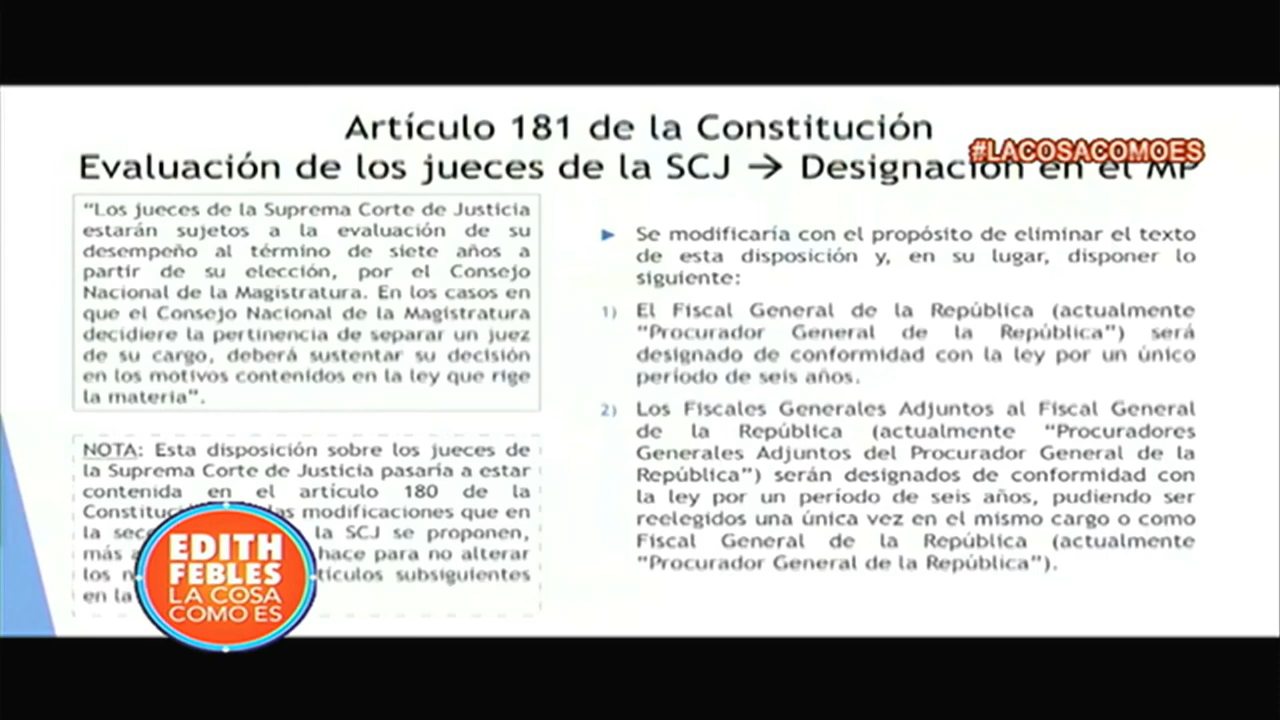 Artículo 181 de la Constitución
#LACOSACOMOES
Evaluación de los jueces de la SCJ → Designación en el MP
“Los jueces de la Suprema Corte de Justicia
estarán sujetos a la evaluación de su
desempeño al término de siete años a
partir de su elección, por el Consejo
Nacional de la Magistratura. En los casos en
que el Consejo Nacional de la Magistratura
decidiere la pertinencia de separar un juez
de su cargo, deberá sustentar su decisión
en los motivos contenidos en la ley que rige
la materia”.
NOTA: Esta disposición sobre los jueces de
la Suprema Corte de Justicia pasaría a estar
contenida en el artículo 180 de la
las modificaciones que en
la la SCJ se proponen,
más hace para no alterar
los subsiguientes
en la
EDITH
FEBLES
LA COSA
COMO ES
► Se modificaría con el propósito de eliminar el texto
de esta disposición y, en su lugar, disponer lo
siguiente:
1) El Fiscal General de la República (actualmente
“Procurador General de la República”) será
designado de conformidad con la ley por un único
período de seis años.
2) Los Fiscales Generales Adjuntos al Fiscal General
de la República (actualmente “Procuradores
Generales Adjuntos del Procurador General de la
República”) serán designados de conformidad con
la ley por un período de seis años, pudiendo ser
reelegidos una única vez en el mismo cargo o como
Fiscal General de la República (actualmente
“Procurador General de la República”).